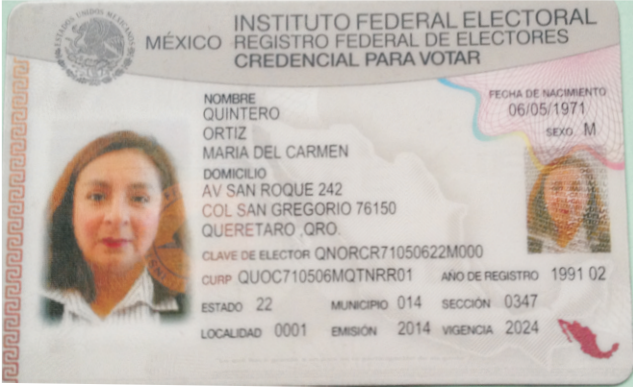 ESTADOS UNIDOS MEXICANOS
INSTITUTO FEDERAL ELECTORAL
MÉXICO REGISTRO FEDERAL DE ELECTORES
CREDENCIAL PARA VOTAR
NOMBRE
QUINTERO
ORTIZ
MARIA DEL CARMEN
FECHA DE NACIMIENTO
06/05/1971
SEXO M
DOMICILIO
AV SAN ROQUE 242
COL SAN GREGORIO 76150
QUERETARO ,QRO.
CLAVE DE ELECTOR QNORCR71050622M000
CURP QUOC710506MQTNRR01 AÑO DE REGISTRO 1991 02
ESTADO 22 MUNICIPIO 014 SECCIÓN 0347
LOCALIDAD 0001 EMISIÓN 2014 VIGENCIA 2024